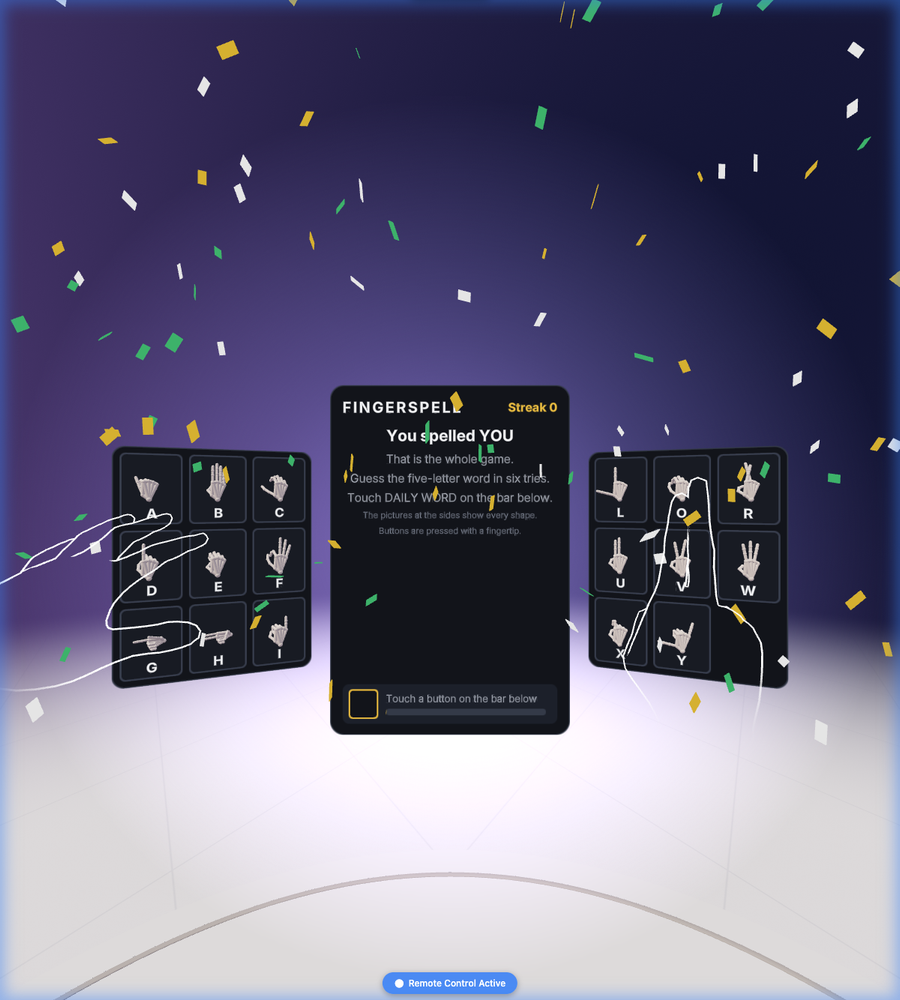 FINGERSPELL
Streak 0
You spelled YOU
That is the whole game.
Guess the five-letter word in six tries.
Touch DAILY WORD on the bar below.
The pictures at the sides show every shape.
Buttons are pressed with a fingertip.
Touch a button on the bar below
A B C
D E F
G H I
L O R
U V W
X Y
Remote Control Active